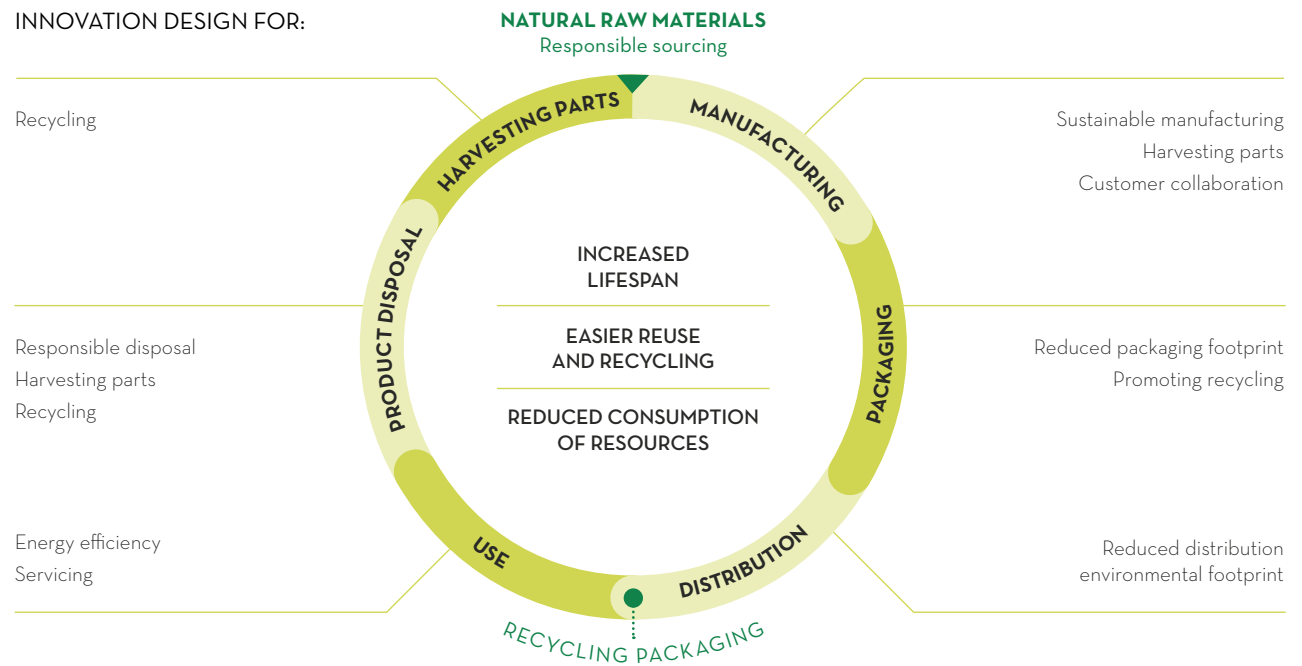 INNOVATION DESIGN FOR:
NATURAL RAW MATERIALS
Responsible sourcing
HARVESTING PARTS
MANUFACTURING
Recycling
Sustainable manufacturing
Harvesting parts
Customer collaboration
PRODUCT DISPOSAL
INCREASED
LIFESPAN
EASIER REUSE
AND RECYCLING
REDUCED CONSUMPTION
OF RESOURCES
PACKAGING
Responsible disposal
Harvesting parts
Recycling
Reduced packaging footprint
Promoting recycling
USE
DISTRIBUTION
Energy efficiency
Servicing
Reduced distribution
environmental footprint
RECYCLING PACKAGING